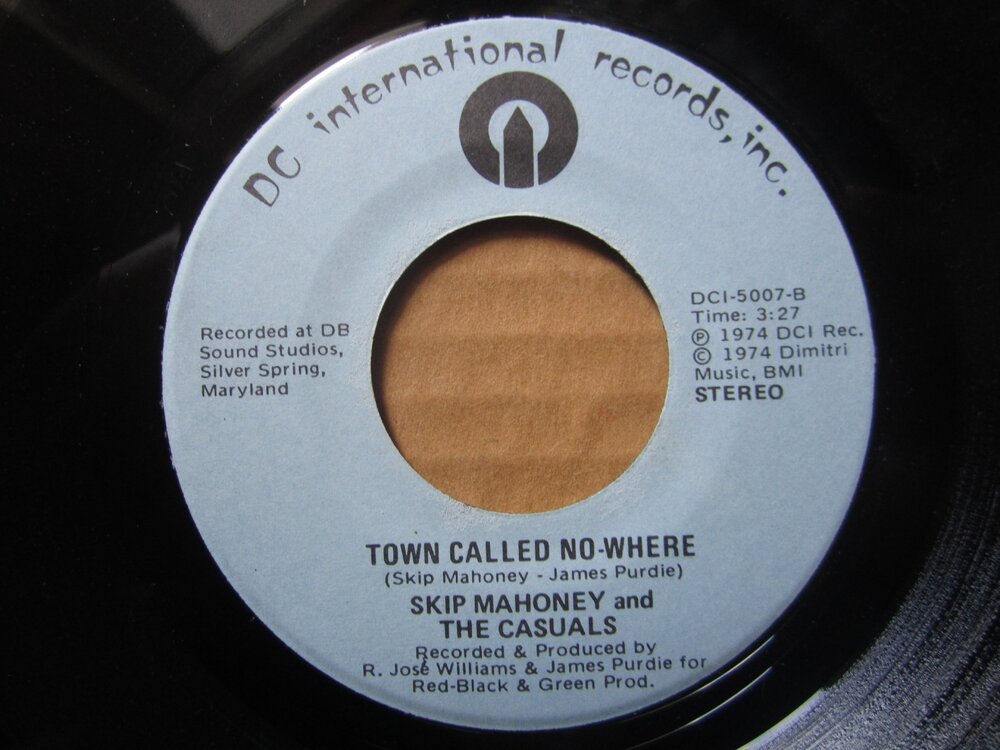 DC international records, inc.
Recorded at DB
Sound Studios,
Silver Spring,
Maryland
DCI-5007-B
Time: 3:27
Ⓟ 1974 DCI Rec.
© 1974 Dimitri
Music, BMI
STEREO
TOWN CALLED NO-WHERE
(Skip Mahoney - James Purdie)
SKIP MAHONEY and
THE CASUALS
Recorded & Produced by
R. José Williams & James Purdie for
Red-Black & Green Prod.